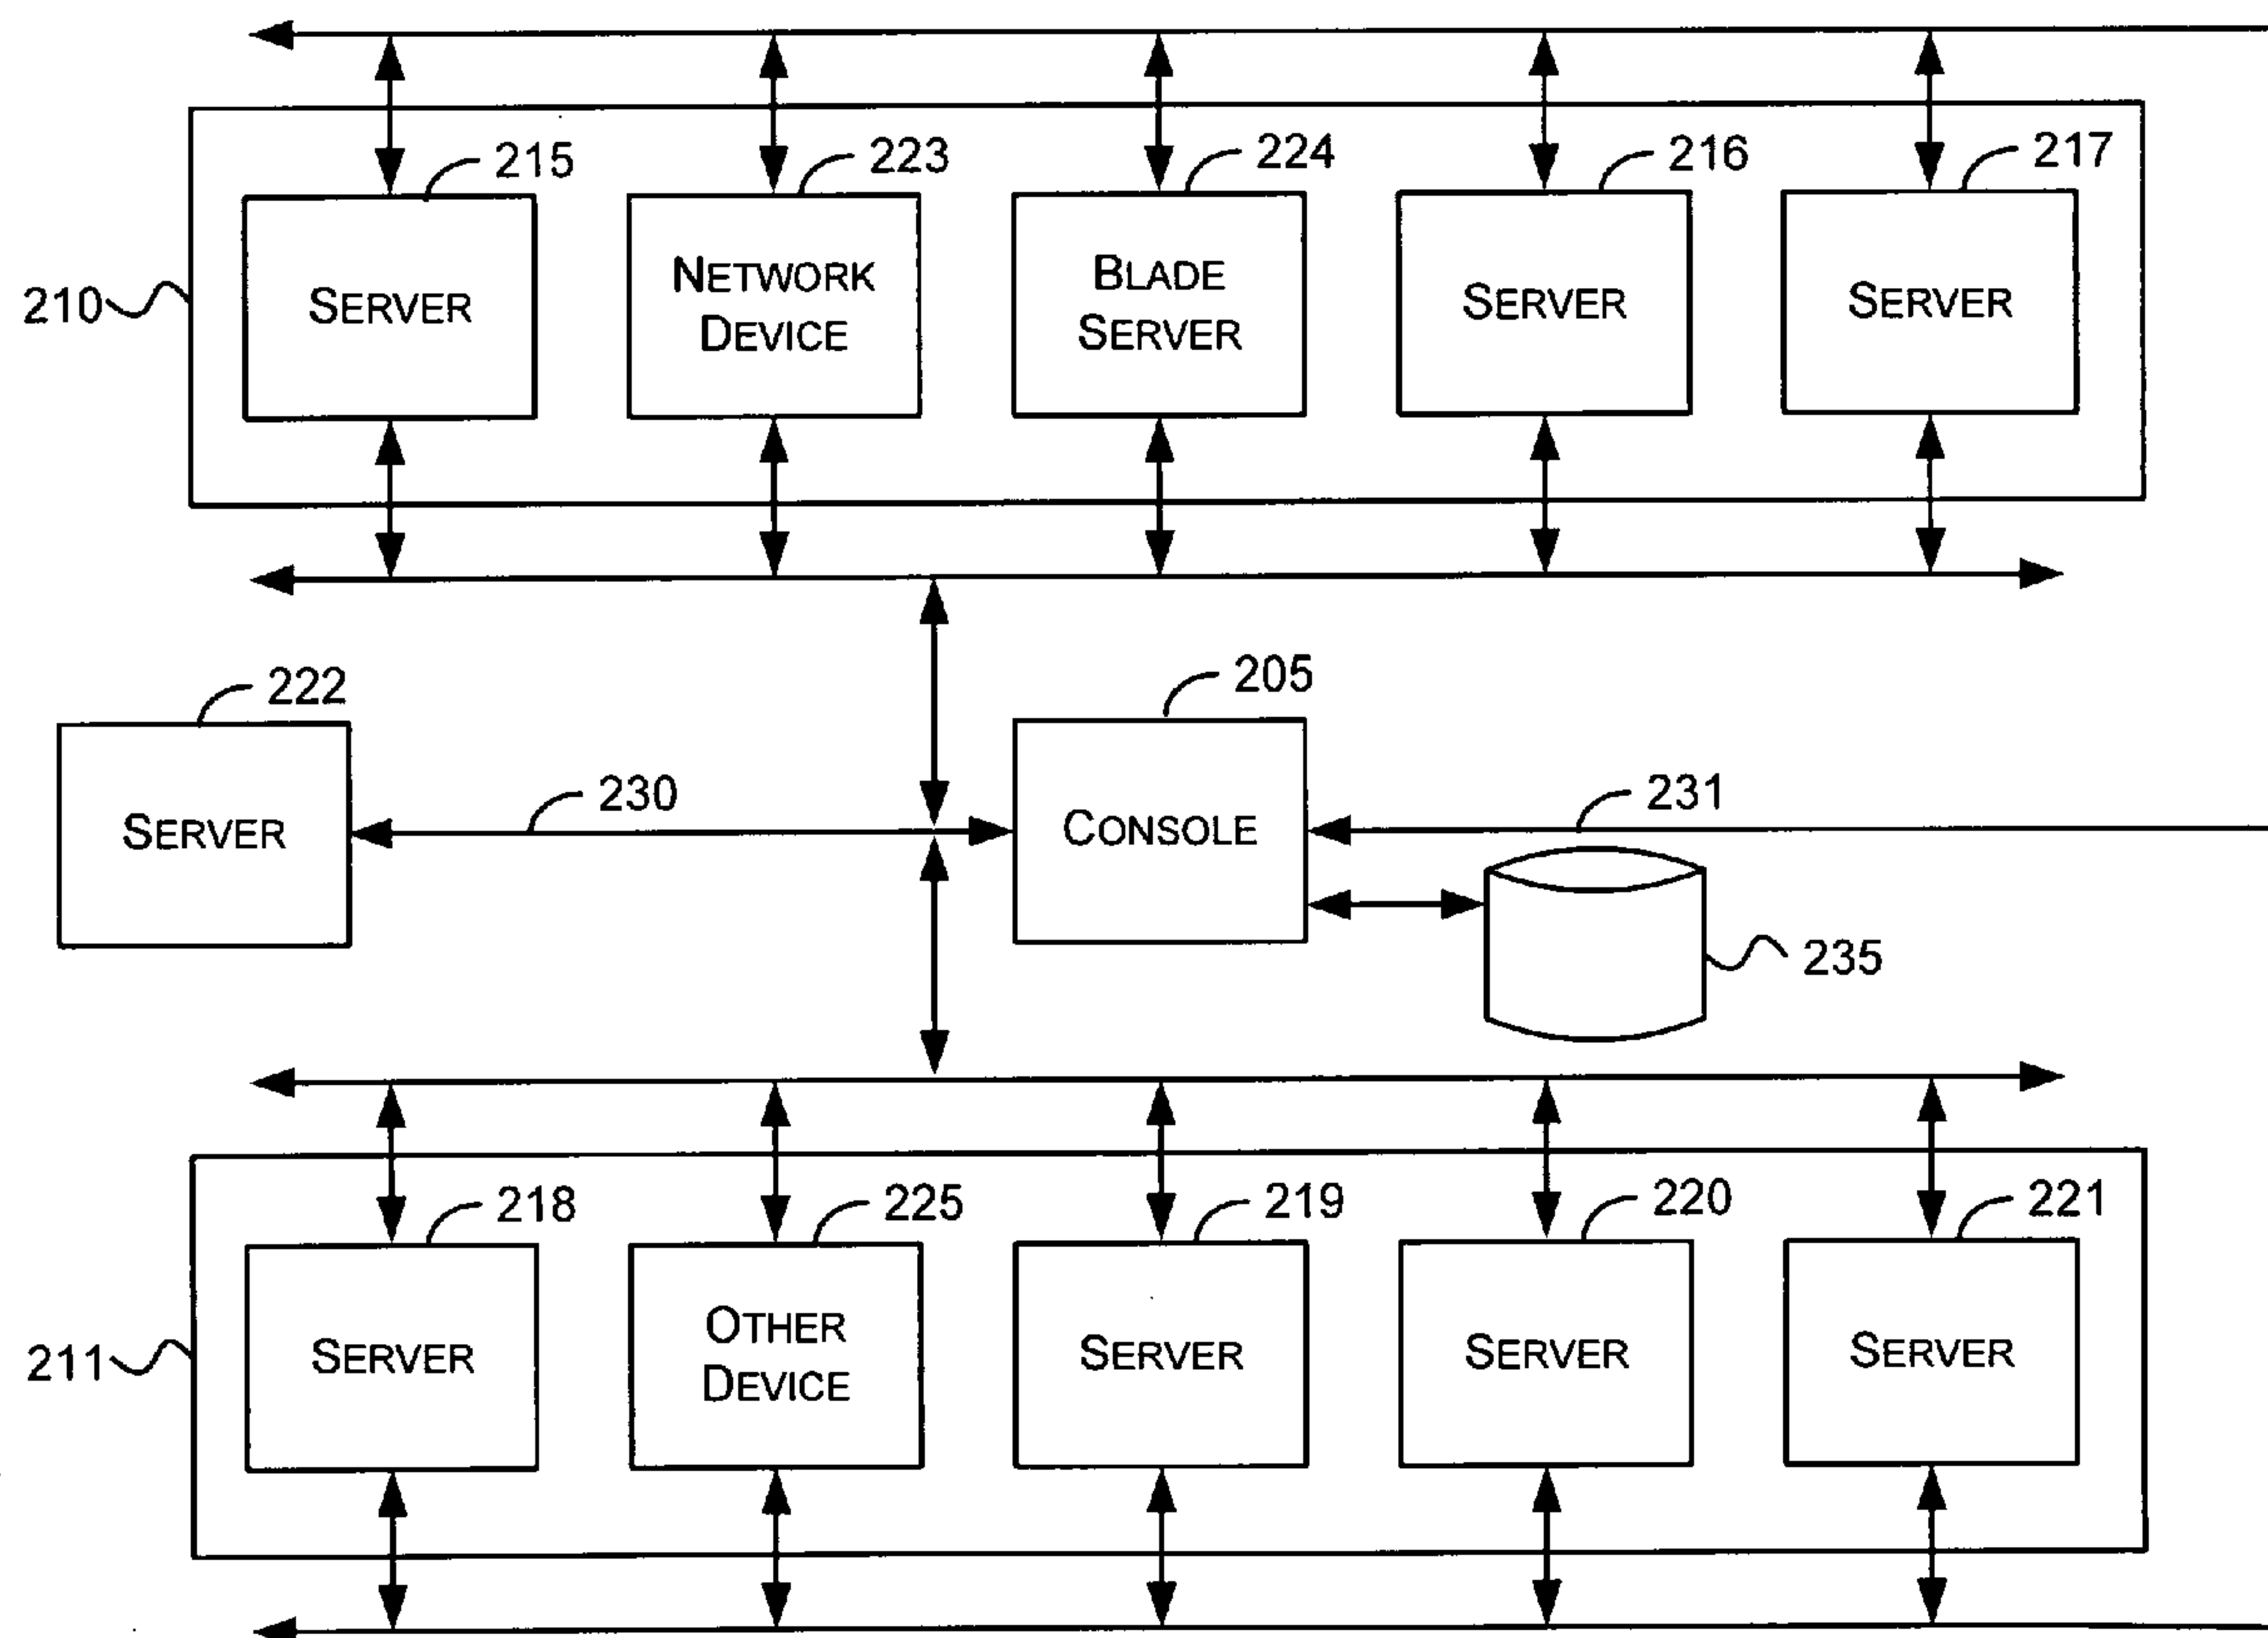 215
223
224
216
217
210
SERVER
NETWORK
DEVICE
BLADE
SERVER
SERVER
SERVER
222
205
230
231
SERVER
CONSOLE
235
218
225
219
220
221
211
SERVER
OTHER
DEVICE
SERVER
SERVER
SERVER